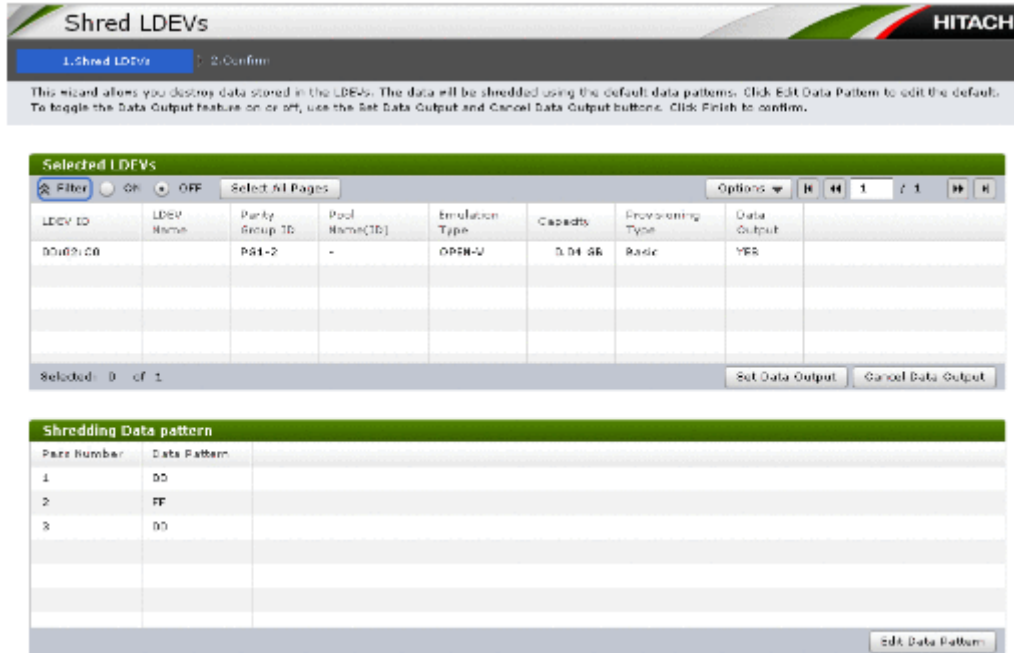 Shred LDEVs
HITACH
1.Shred LDEVs
2.Confirm
This wizard allows you destroy data stored in the LDEVs. The data will be shredded using the default data patterns. Click Edit Data Pattern to edit the default.
To toggle the Data Output feature on or off, use the Set Data Output and Cancel Data Output buttons. Click Finish to confirm.
Selected LDEVs
Filter ON OFF Select All Pages Options 1 / 1
LDEV ID LDEV Name Parity Group ID Pool Name(ID) Emulation Type Capacity Provisioning Type Data Output
00:02:C0 PG1-2 - OPEN-V 0.04 GB Basic YES
Selected: 0 of 1 Set Data Output Cancel Data Output
Shredding Data pattern
Pass Number Data Pattern
1 00
2 FF
3 00
Edit Data Pattern